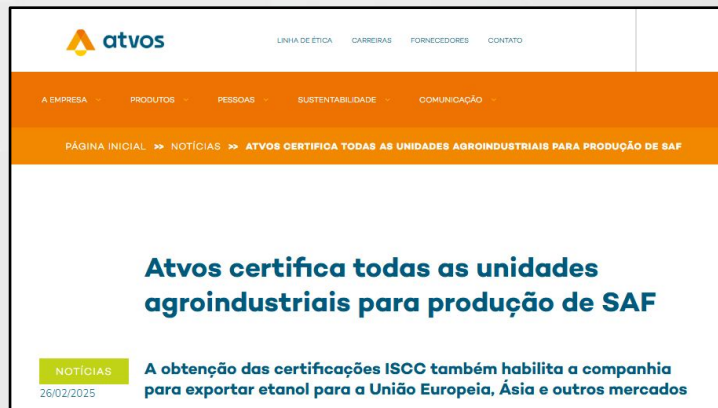 atvos
LINHA DE ÉTICA CARREIRAS FORNECEDORES CONTATO
A EMPRESA PRODUTOS PESSOAS SUSTENTABILIDADE COMUNICAÇÃO
PÁGINA INICIAL >> NOTÍCIAS >> ATVOS CERTIFICA TODAS AS UNIDADES AGROINDUSTRIAIS PARA PRODUÇÃO DE SAF
Atvos certifica todas as unidades
agroindustriais para produção de SAF
NOTÍCIAS
26/02/2025
A obtenção das certificações ISCC também habilita a companhia
para exportar etanol para a União Europeia, Ásia e outros mercados